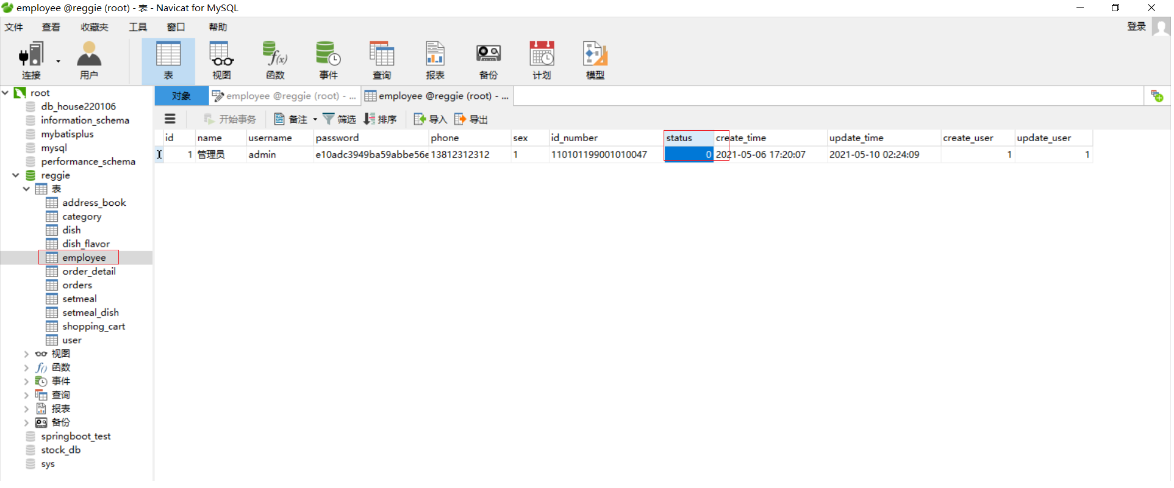 employee @reggie (root) - 表 - Navicat for MySQL
文件 查看 收藏夹 工具 窗口 帮助 登录
连接 用户 表 视图 函数 事件 查询 报表 备份 计划 模型
root
db_house220106
information_schema
mybatisplus
mysql
performance_schema
reggie
表
address_book
category
dish
dish_flavor
employee
order_detail
orders
setmeal
setmeal_dish
shopping_cart
user
视图
函数
事件
查询
报表
备份
springboot_test
stock_db
sys
对象 employee @reggie (root) - ... employee @reggie (root) - ...
开始事务 备注 筛选 排序 导入 导出
id name username password phone sex id_number status create_time update_time create_user update_user
1 管理员 admin e10adc3949ba59abbe56e 13812312312 1 110101199001010047 0 2021-05-06 17:20:07 2021-05-10 02:24:09 1 1